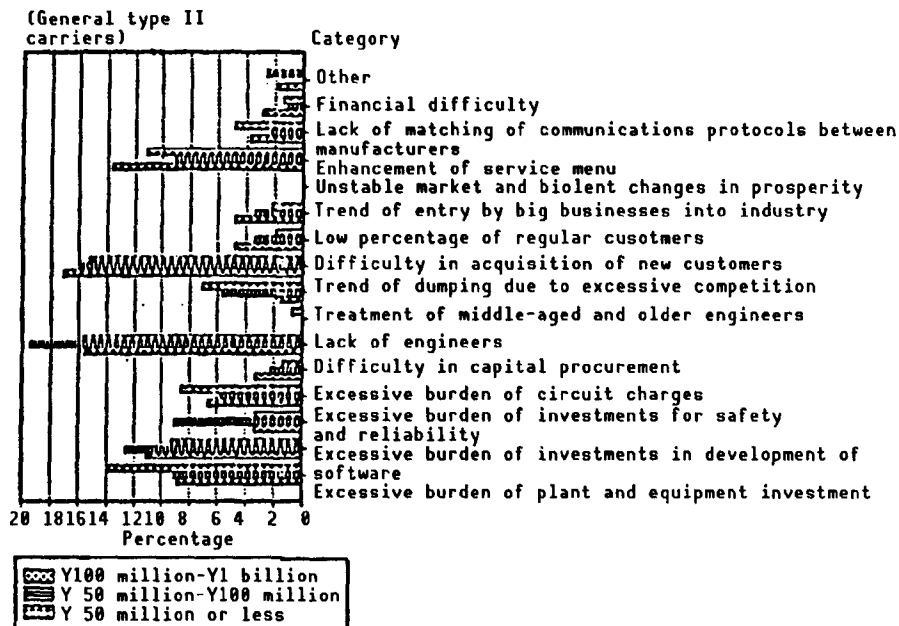 (General type II
carriers)
Category
Other
Financial difficulty
Lack of matching of communications protocols between
manufacturers
Enhancement of service menu
Unstable market and biolent changes in prosperity
Trend of entry by big businesses into industry
Low percentage of regular cusotmers
Difficulty in acquisition of new customers
Trend of dumping due to excessive competition
Treatment of middle-aged and older engineers
Lack of engineers
Difficulty in capital procurement
Excessive burden of circuit charges
Excessive burden of investments for safety
and reliability
Excessive burden of investments in development of
software
Excessive burden of plant and equipment investment
20 18 16 14 12 10 8 6 4 2 0
Percentage
Y100 million-Y1 billion
Y 50 million-Y100 million
Y 50 million or less